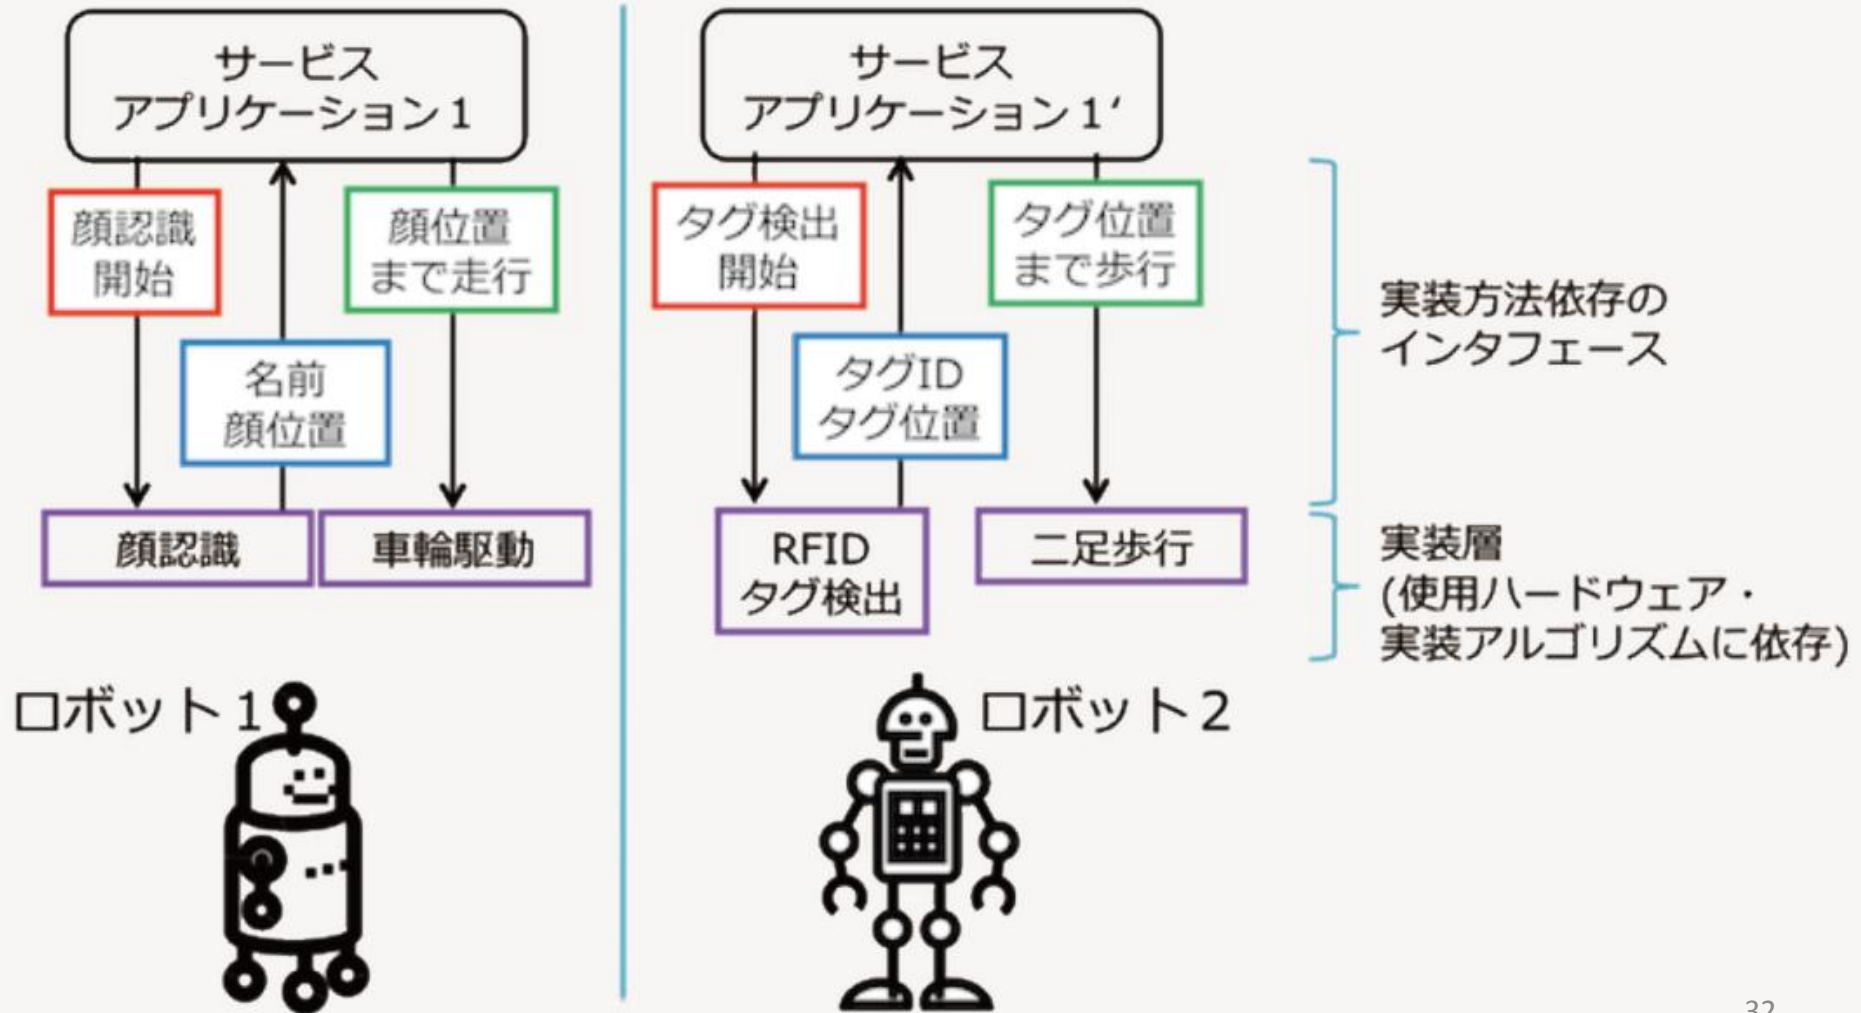 サービス
アプリケーション1
顔認識
開始
顔位置
まで走行
名前
顔位置
顔認識
車輪駆動
ロボット1
サービス
アプリケーション1′
タグ検出
開始
タグ位置
まで歩行
タグID
タグ位置
RFID
タグ検出
二足歩行
ロボット2
実装方法依存の
インタフェース
実装層
(使用ハードウェア・
実装アルゴリズムに依存)
32